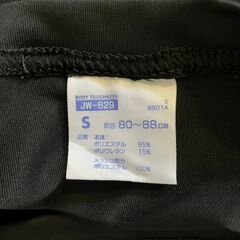 BODY TOUGHNESS
JW-629
S 胸囲 80〜88cm
8501A
品質: 本体
ポリエステル 85%
ポリウレタン 15%
メッシュ部分
ポリエステル 100%